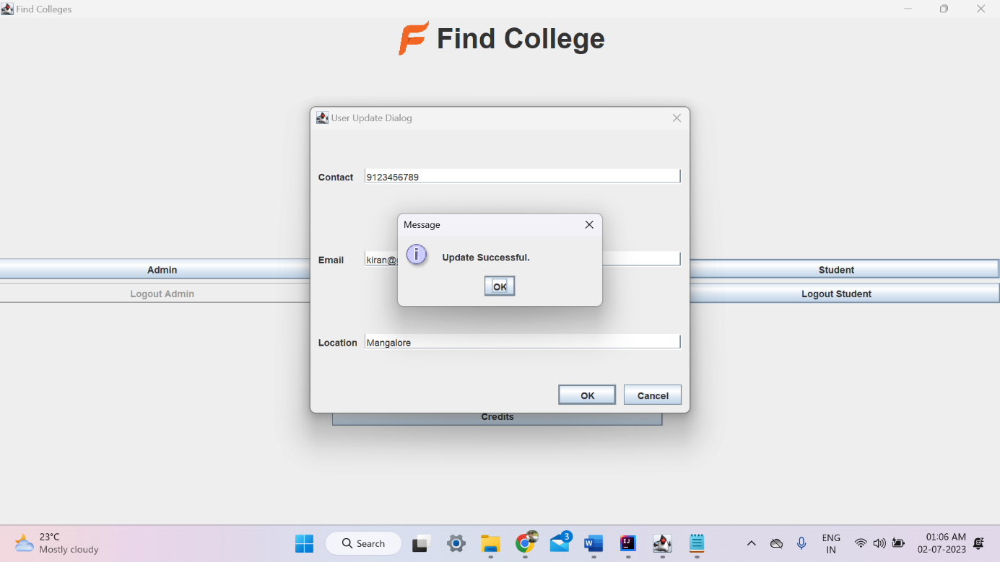 Find Colleges
Find College
User Update Dialog
Contact 9123456789
Message
Update Successful.
OK
Email kiran@
Location Mangalore
OK Cancel
Admin
Logout Admin
Student
Logout Student
Credits
23°C
Mostly cloudy
Search
3
ENG
IN
01:06 AM
02-07-2023